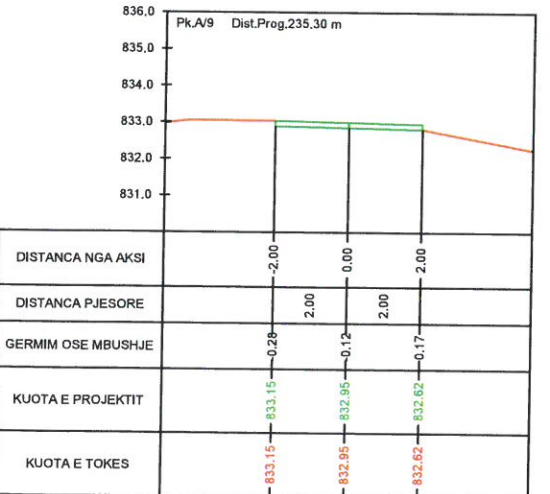 836,0
Pk.A/9 Dist.Prog.235.30 m
835,0
834,0
833,0
832,0
831,0
DISTANCA NGA AKSI -2.00 0.00 2.00
DISTANCA PJESORE 2.00 2.00
GERMIM OSE MBUSHJE -0.28 -0.12 -0.17
KUOTA E PROJEKTIT 833.15 832.95 832.62
KUOTA E TOKES 833.15 832.95 832.62